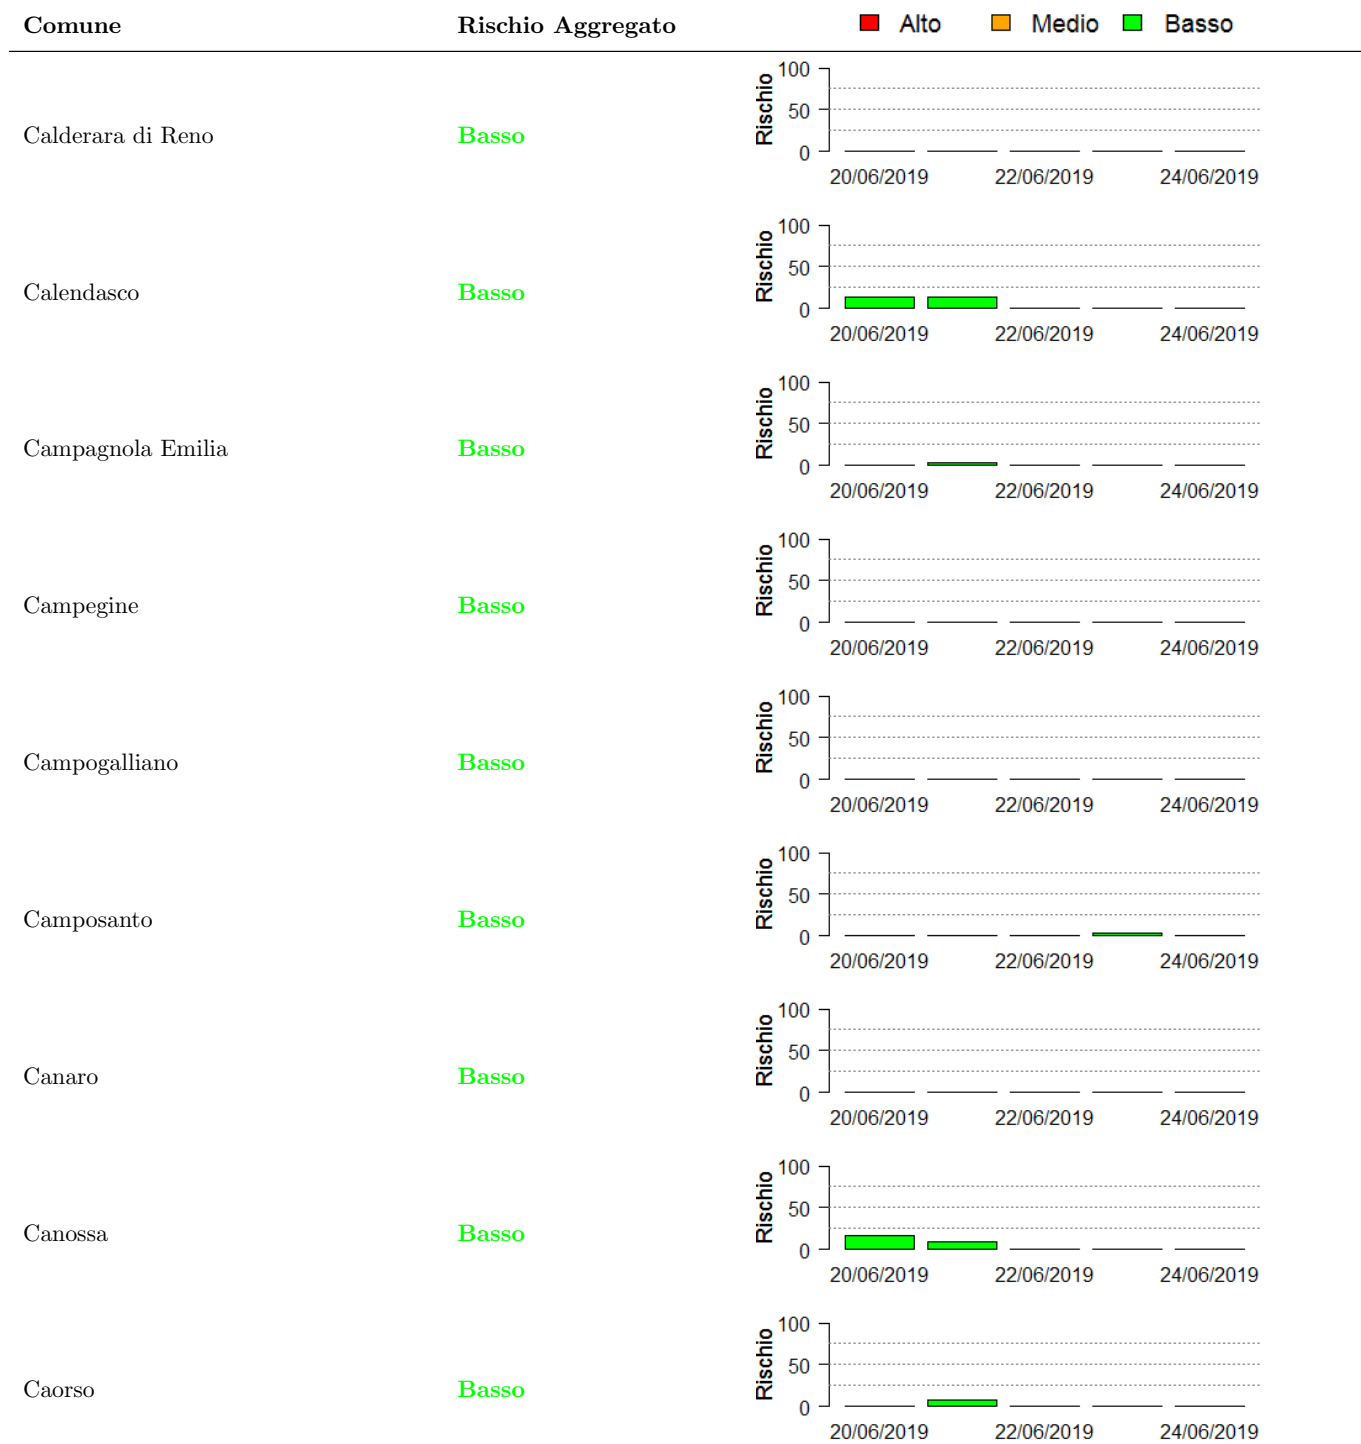 Comune Rischio Aggregato Alto Medio Basso
100
50
0
Rischio
Calderara di Reno Basso
20/06/2019 22/06/2019 24/06/2019
100
50
0
Rischio
Calendasco Basso
20/06/2019 22/06/2019 24/06/2019
100
50
0
Rischio
Campagnola Emilia Basso
20/06/2019 22/06/2019 24/06/2019
100
50
0
Rischio
Campegine Basso
20/06/2019 22/06/2019 24/06/2019
100
50
0
Rischio
Campogalliano Basso
20/06/2019 22/06/2019 24/06/2019
100
50
0
Rischio
Camposanto Basso
20/06/2019 22/06/2019 24/06/2019
100
50
0
Rischio
Canaro Basso
20/06/2019 22/06/2019 24/06/2019
100
50
0
Rischio
Canossa Basso
20/06/2019 22/06/2019 24/06/2019
100
50
0
Rischio
Caorso Basso
20/06/2019 22/06/2019 24/06/2019